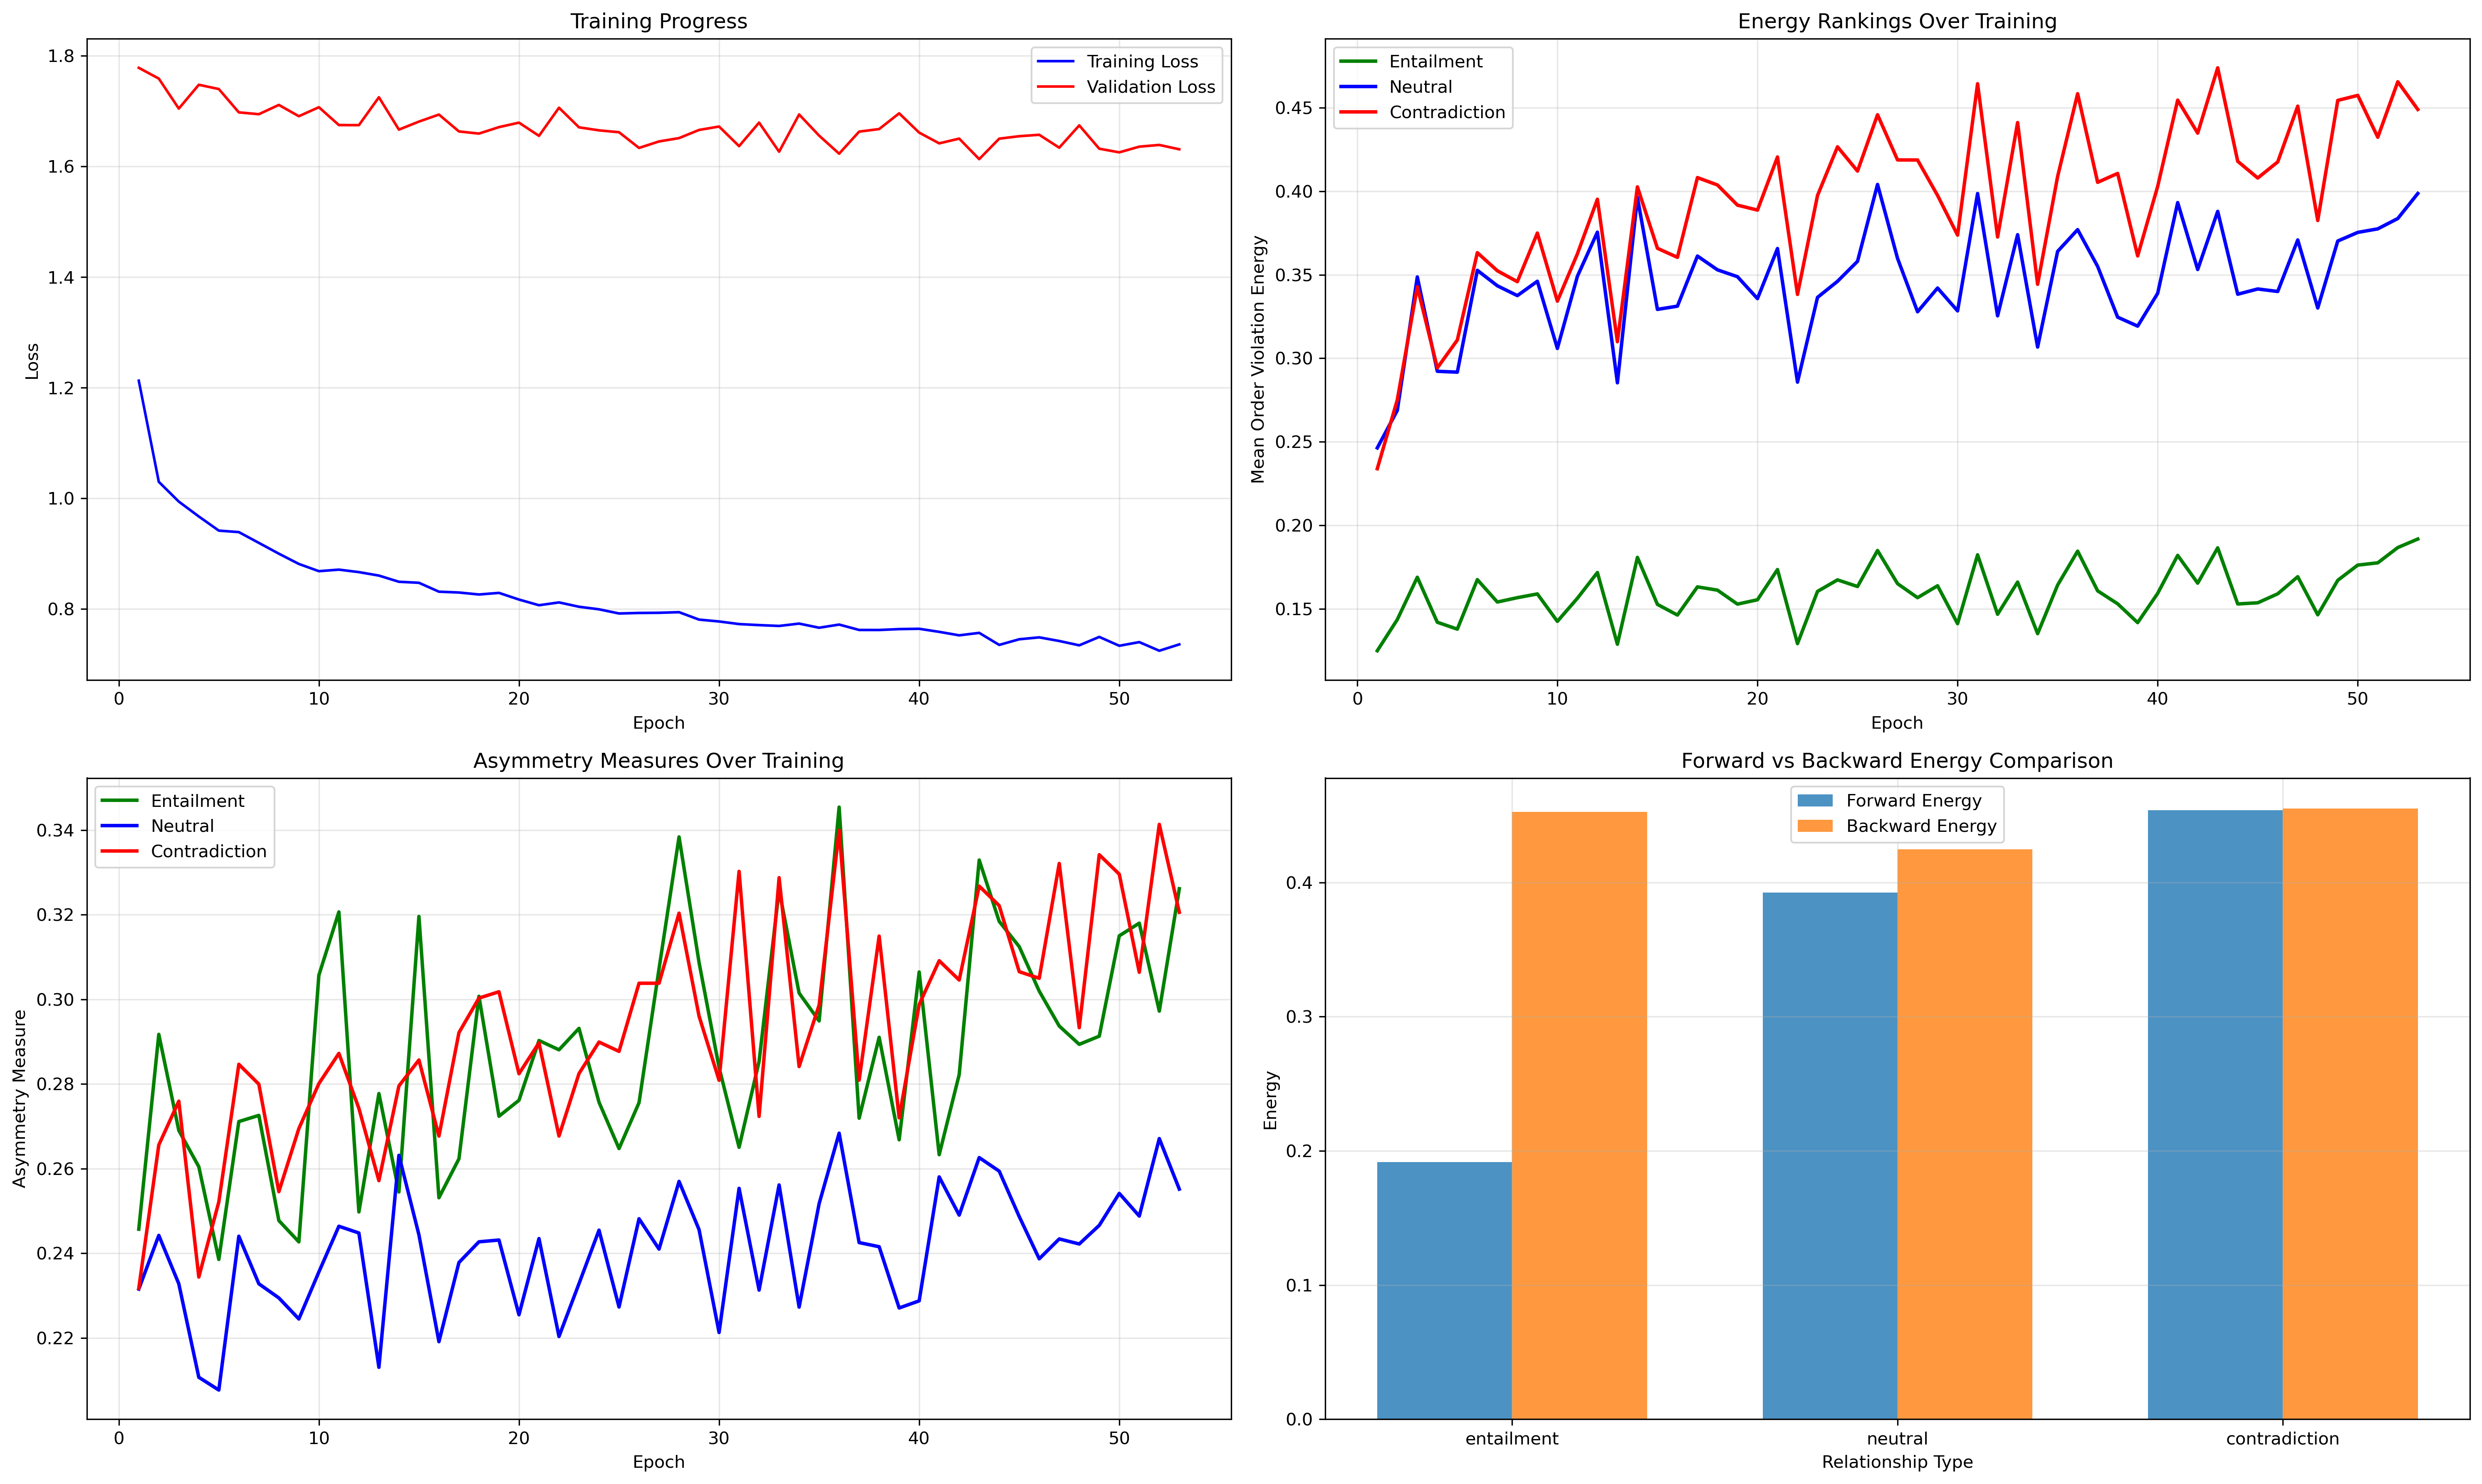 Training Progress
Training Loss
Validation Loss
1.8
1.6
1.4
1.2
1.0
0.8
Loss
0 10 20 30 40 50
Epoch
Energy Rankings Over Training
Entailment
Neutral
Contradiction
0.45
0.40
0.35
0.30
0.25
0.20
0.15
Mean Order Violation Energy
0 10 20 30 40 50
Epoch
Asymmetry Measures Over Training
Entailment
Neutral
Contradiction
0.34
0.32
0.30
0.28
0.26
0.24
0.22
Asymmetry Measure
0 10 20 30 40 50
Epoch
Forward vs Backward Energy Comparison
Forward Energy
Backward Energy
0.4
0.3
0.2
0.1
0.0
Energy
entailment neutral contradiction
Relationship Type